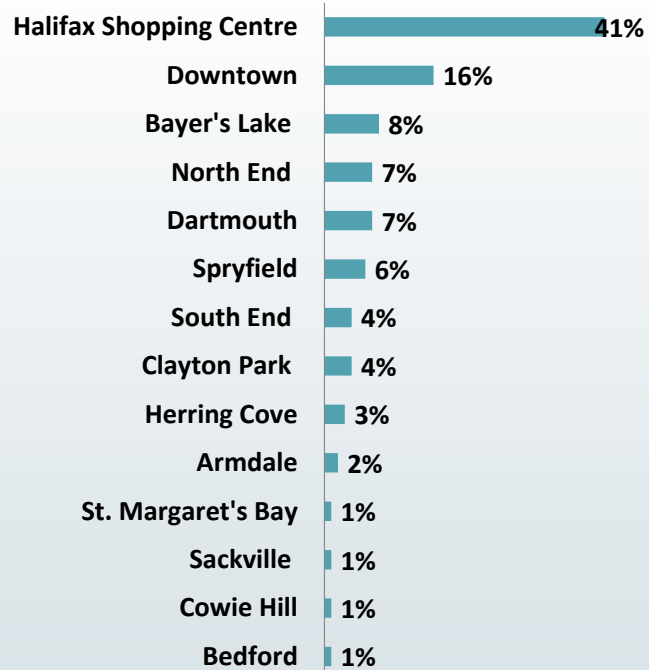 Halifax Shopping Centre 41%
Downtown 16%
Bayer's Lake 8%
North End 7%
Dartmouth 7%
Spryfield 6%
South End 4%
Clayton Park 4%
Herring Cove 3%
Armdale 2%
St. Margaret's Bay 1%
Sackville 1%
Cowie Hill 1%
Bedford 1%